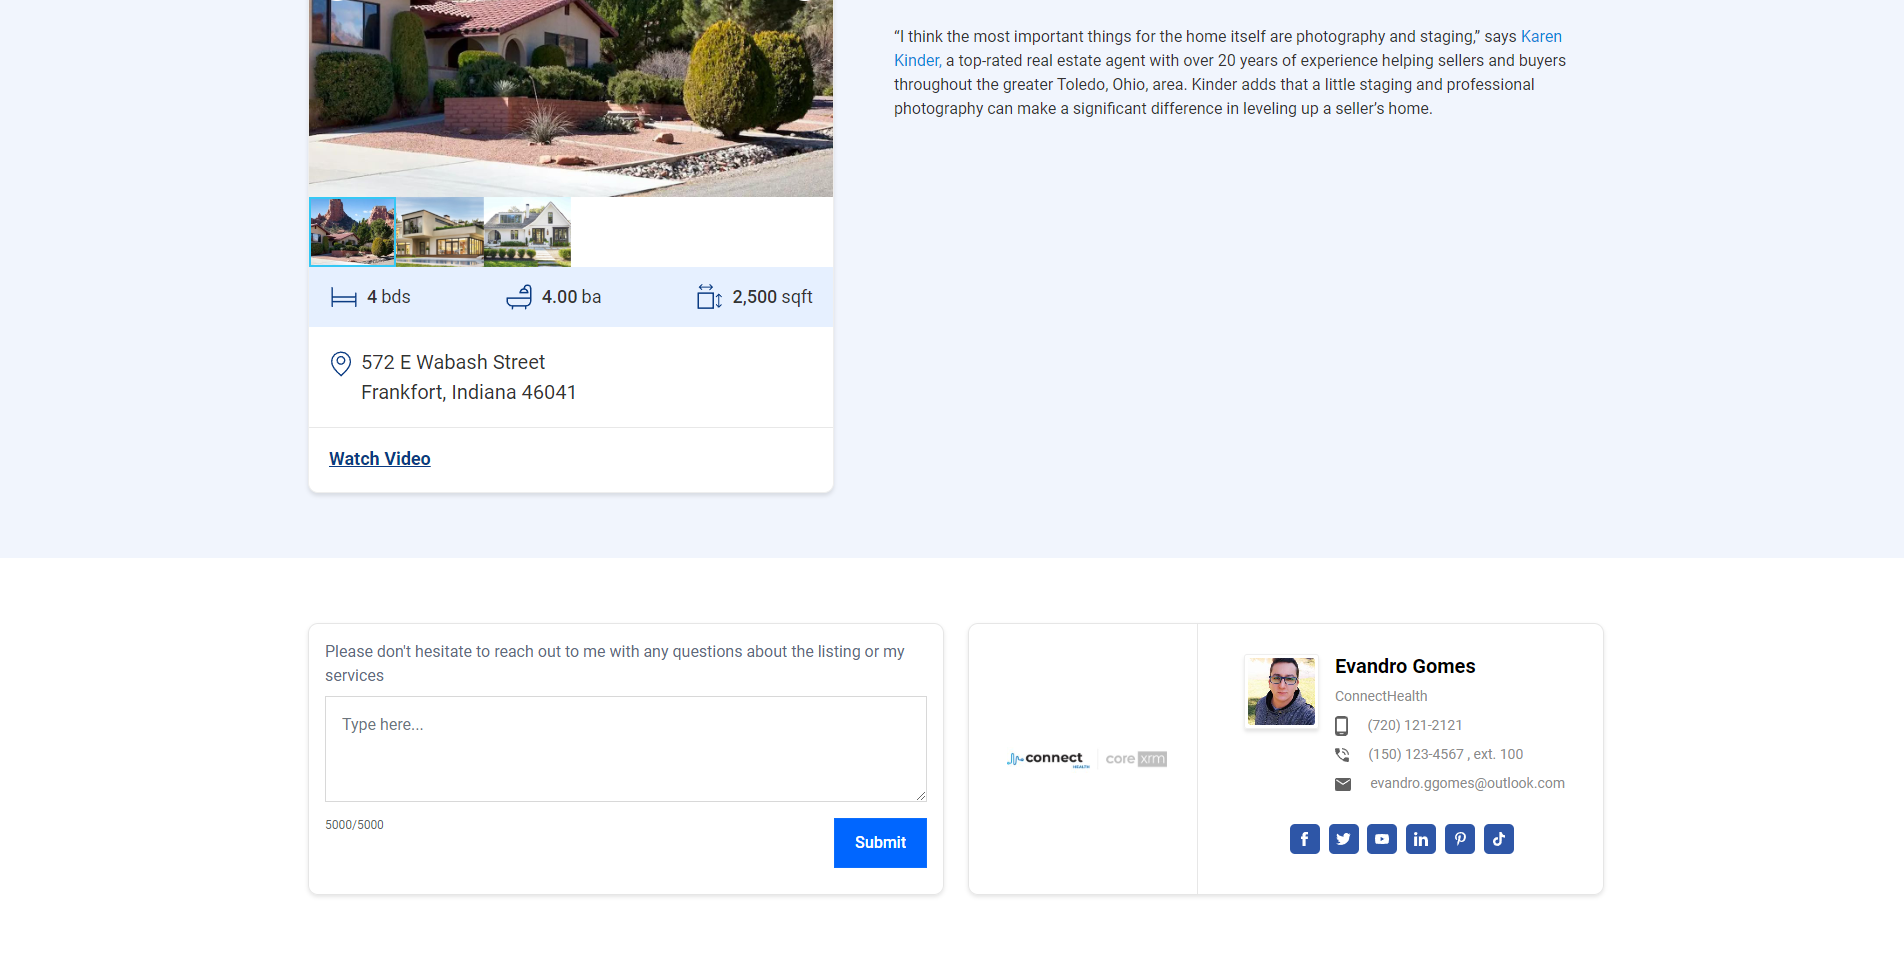 “I think the most important things for the home itself are photography and staging,” says Karen
Kinder, a top-rated real estate agent with over 20 years of experience helping sellers and buyers
throughout the greater Toledo, Ohio, area. Kinder adds that a little staging and professional
photography can make a significant difference in leveling up a seller’s home.
4 bds
4.00 ba
2,500 sqft
572 E Wabash Street
Frankfort, Indiana 46041
Watch Video
Please don't hesitate to reach out to me with any questions about the listing or my
services
Type here...
5000/5000
Submit
connect
HEALTH
core xrm
Evandro Gomes
ConnectHealth
(720) 121-2121
(150) 123-4567 , ext. 100
evandro.ggomes@outlook.com